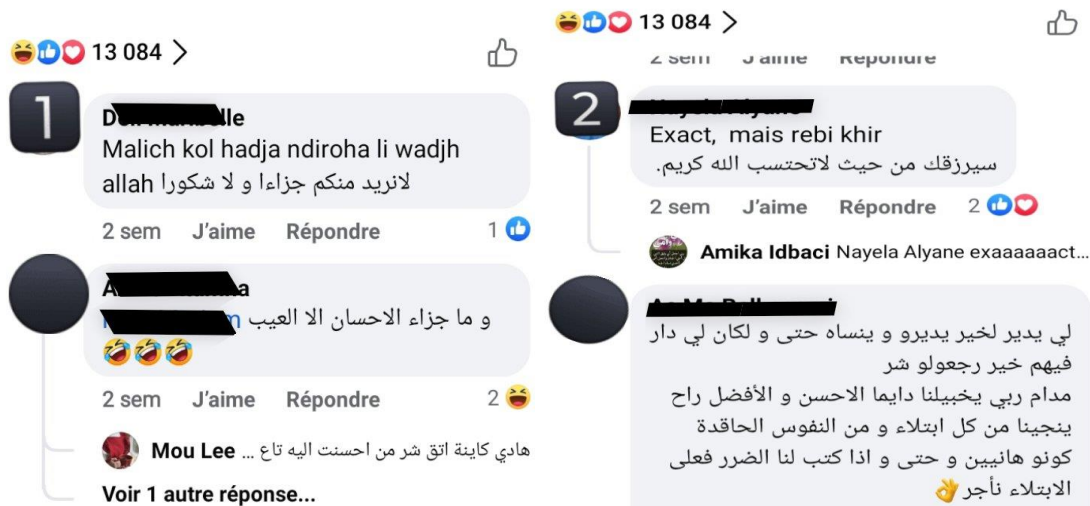 13 084
1
Malich kol hadja ndiroha li wadjh
allah لانريد منكم جزاءا و لا شكورا
2 sem J’aime Répondre 1
و ما جزاء الاحسان الا العيب
🤣🤣🤣
2 sem J’aime Répondre 2
Mou Lee هادي كاينة اتق شر من احسنت اليه تاع ...
Voir 1 autre réponse...
13 084
2 sem J’aime Répondre
2
Nayela Alyane
Exact, mais rebi khir
سيرزقك من حيث لاتحتسب الله كريم.
2 sem J’aime Répondre 2
Amika Idbaci Nayela Alyane exaaaaaact...
لي يدير لخير يديرو و ينساه حتى و لكان لي دار
فيهم خير رجعولو شر
مدام ربي يخبيلنا دايما الاحسن و الأفضل راح
ينجينا من كل ابتلاء و من النفوس الحاقدة
كونو هانيين و حتى و اذا كتب لنا الضرر فعلى
الابتلاء نأجر 👌